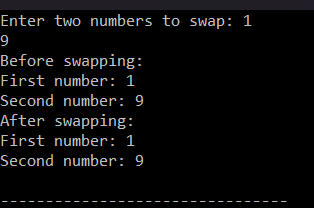 Enter two numbers to swap: 1
9
Before swapping:
First number: 1
Second number: 9
After swapping:
First number: 1
Second number: 9
--------------------------------